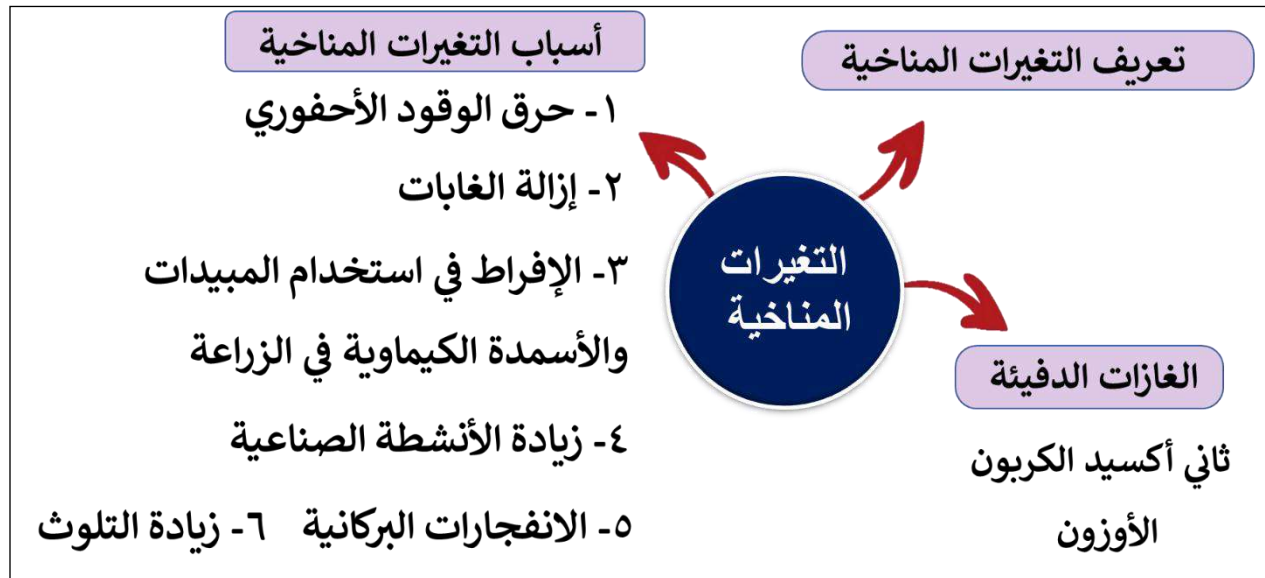 تعريف التغيرات المناخية
أسباب التغيرات المناخية
١- حرق الوقود الأحفوري
٢- إزالة الغابات
٣- الإفراط في استخدام المبيدات
والأسمدة الكيماوية في الزراعة
٤- زيادة الأنشطة الصناعية
٥- الانفجارات البركانية ٦- زيادة التلوث
التغيرات
المناخية
الغازات الدفيئة
ثاني أكسيد الكربون
الأوزون